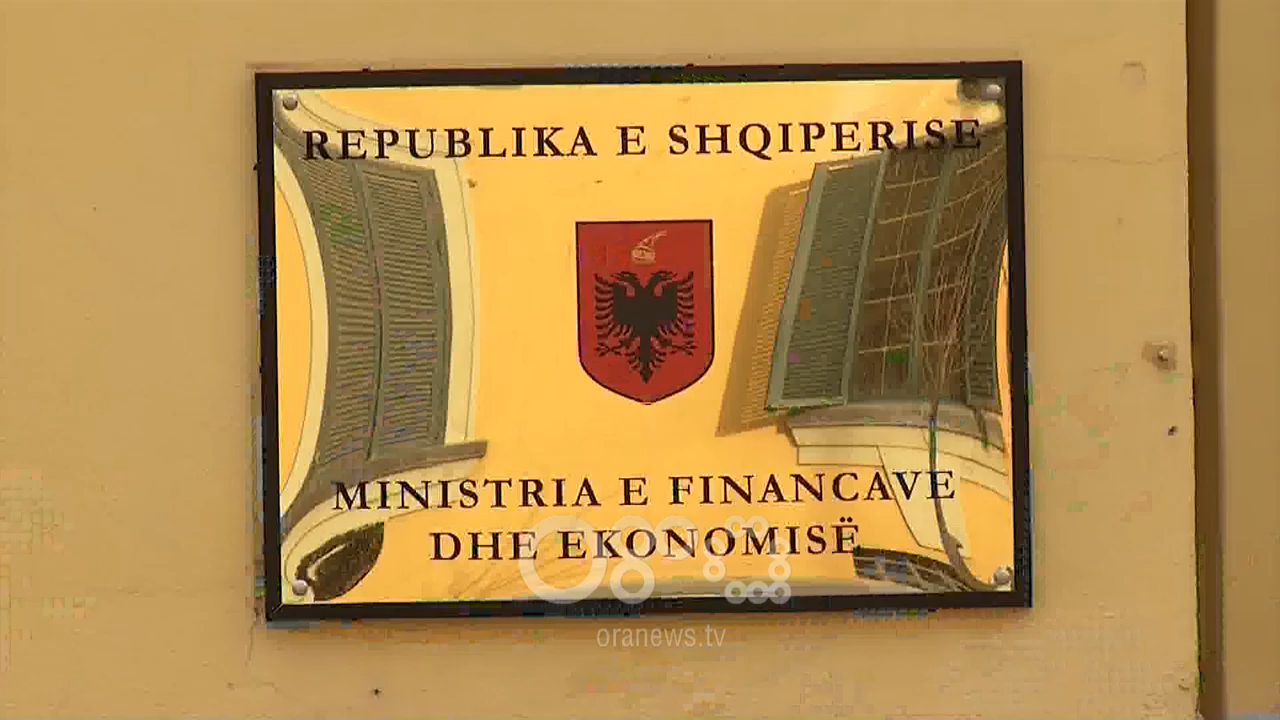 REPUBLIKA E SHQIPERISE
MINISTRIA E FINANCAVE
DHE EKONOMISË
oranews.tv